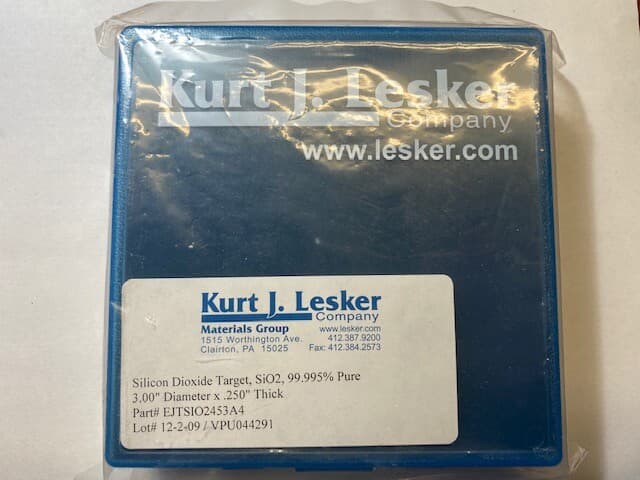 Kurt J. Lesker
Company
www.lesker.com
Kurt J. Lesker
Company
Materials Group www.lesker.com
1515 Worthington Ave. 412.387.9200
Clairton, PA 15025 Fax: 412.384.2573
Silicon Dioxide Target, SiO2, 99.995% Pure
3.00" Diameter x .250" Thick
Part# EJTSIO2453A4
Lot# 12-2-09 / VPU044291